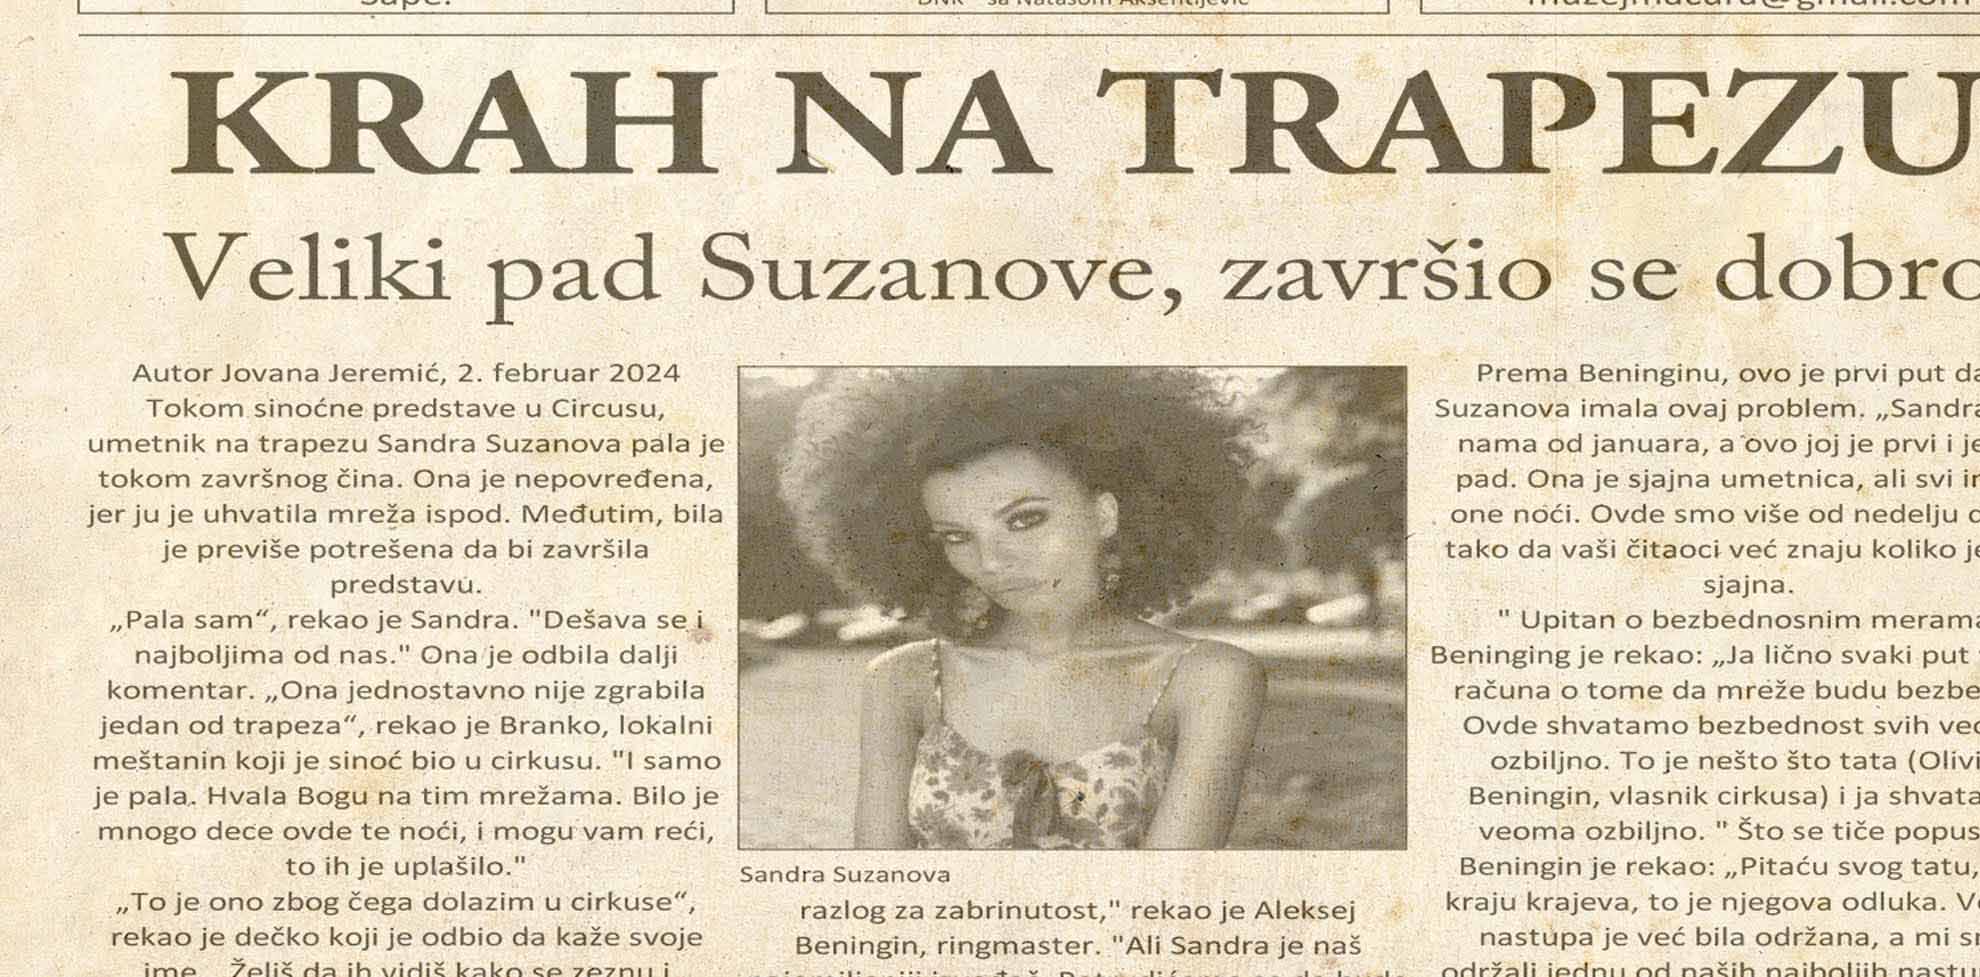 Sape.
DNK - sa Natašom Aksentijević
muzejmadard@gmail.com
KRAH NA TRAPEZU
Veliki pad Suzanove, završio se dobro
Autor Jovana Jeremić, 2. februar 2024
Tokom sinoćne predstave u Circusu,
umetnik na trapezu Sandra Suzanova pala je
tokom završnog čina. Ona je nepovređena,
jer ju je uhvatila mreža ispod. Međutim, bila
je previše potrešena da bi završila
predstavu.
„Pala sam“, rekao je Sandra. "Dešava se i
najboljima od nas." Ona je odbila dalji
komentar. „Ona jednostavno nije zgrabila
jedan od trapeza“, rekao je Branko, lokalni
meštanin koji je sinoć bio u cirkusu. "I samo
je pala. Hvala Bogu na tim mrežama. Bilo je
mnogo dece ovde te noći, i mogu vam reći,
to ih je uplašilo."
„To je ono zbog čega dolazim u cirkuse“,
rekao je dečko koji je odbio da kaže svoje
ime. „Želiš da ih vidiš kako se zeznu i
Sandra Suzanova
razlog za zabrinutost," rekao je Aleksej
Beningin, ringmaster. "Ali Sandra je naš
Prema Beninginu, ovo je prvi put da
Suzanova imala ovaj problem. „Sandra
nama od januara, a ovo joj je prvi i je
pad. Ona je sjajna umetnica, ali svi
one noći. Ovde smo više od nedelju
tako da vaši čitaoci već znaju koliko je
sjajna.
" Upitan o bezbednosnim merama
Beninging je rekao: „Ja lično svaki put
računa o tome da mreže budu bezbe
Ovde shvatamo bezbednost svih
ozbiljno. To je nešto što tata (Olivi
Beningin, vlasnik cirkusa) i ja shvata
veoma ozbiljno. " Što se tiče popus
Beningin je rekao: „Pitaću svog tatu,
kraju krajeva, to je njegova odluka.
nastupa je već bila održana, a mi
održali jednu od naših najboljih